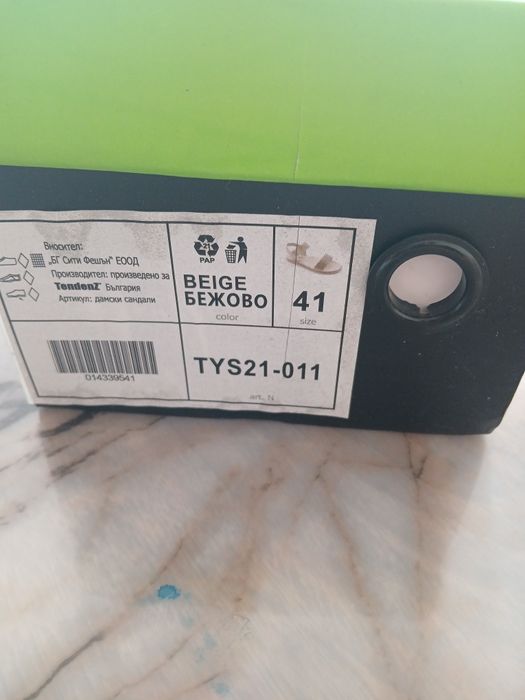 Вносител:
„БГ Сити Фешън" ЕООД
Производител: произведено за
TendenZ България
Артикул: дамски сандали
21
PAP
BEIGE
БЕЖОВО
color
41
size
014339541
TYS21-011
art. N